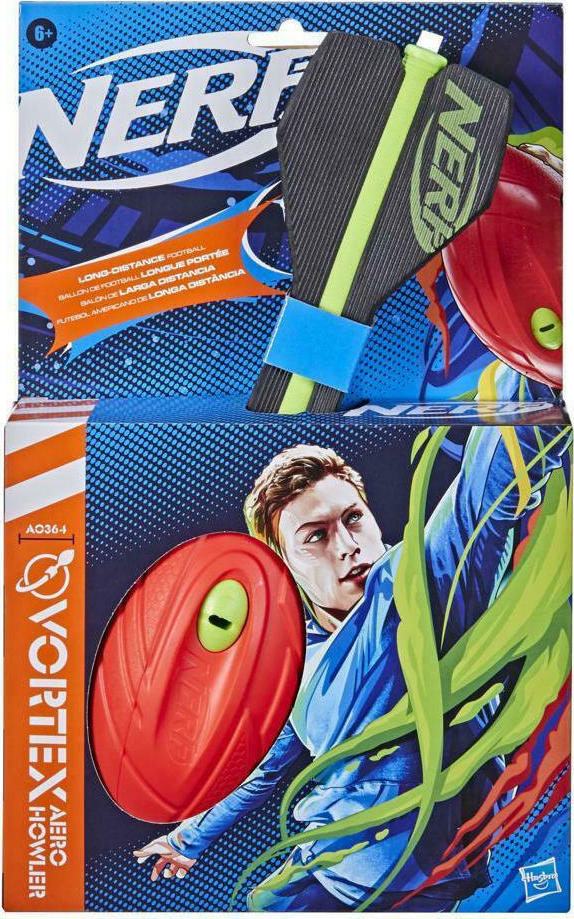 6+
NERF
NERF
LONG-DISTANCE FOOTBALL
BALLON DE FOOTBALL LONGUE PORTÉE
BALÓN DE LARGA DISTANCIA
FUTEBOL AMERICANO DE LONGA DISTÂNCIA
NERF
A0364
VORTEX
AERO
HOWLER
NERF
Hasbro